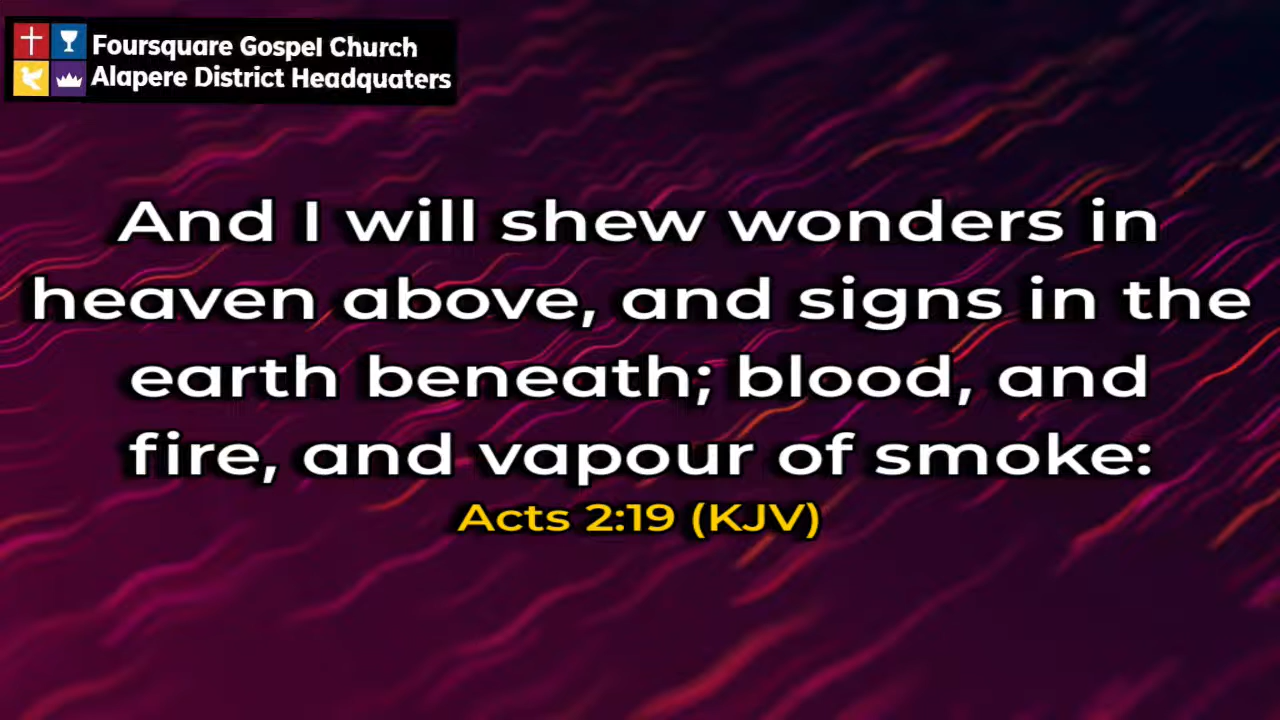 Foursquare Gospel Church
Alapere District Headquaters
And I will shew wonders in
heaven above, and signs in the
earth beneath; blood, and
fire, and vapour of smoke:
Acts 2:19 (KJV)